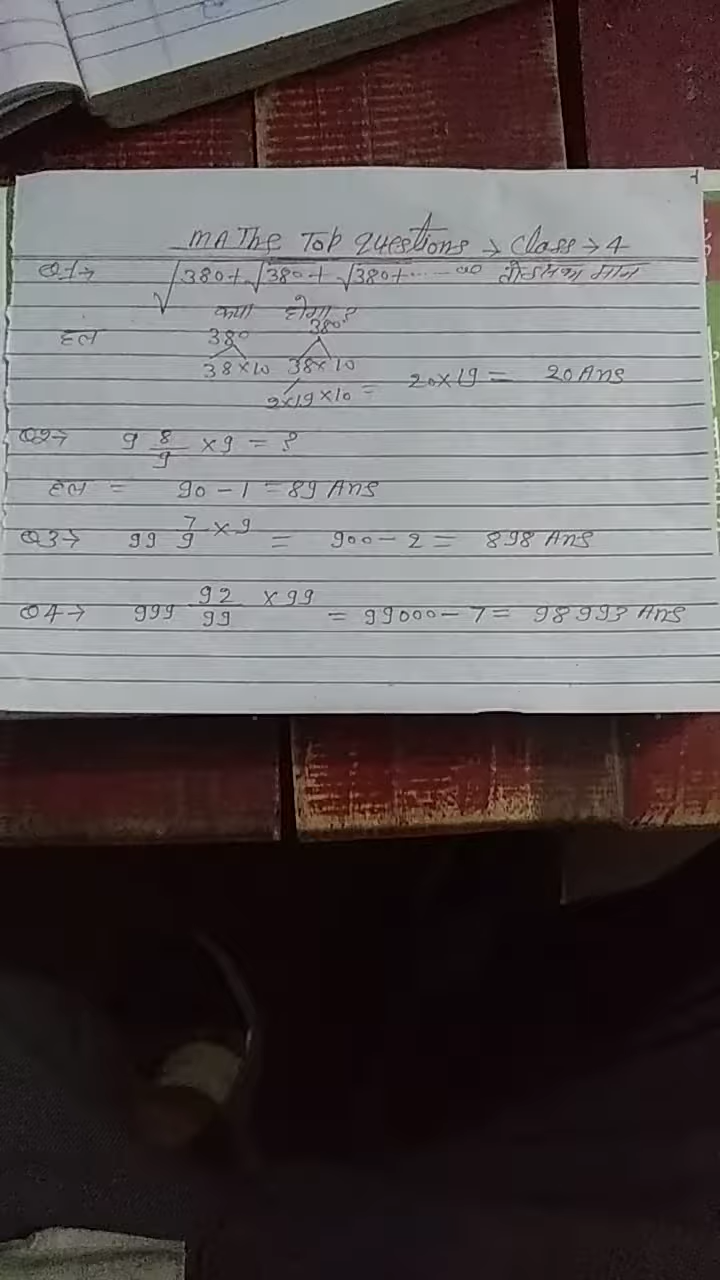 MAThe Top questions → Class → 4
Q1→ √380+√380+√380+.....∞ तो इसका मान
क्या होगा ?
हल 380 380
38×10 38×10
2×19×10 = 20×19 = 20 Ans
Q2→ 9 8/9 ×9 = ?
हल = 90-1 = 89 Ans
Q3→ 99 7/9 ×9 = 900-2 = 898 Ans
Q4→ 999 92/99 ×99 = 99000-7= 98993 Ans